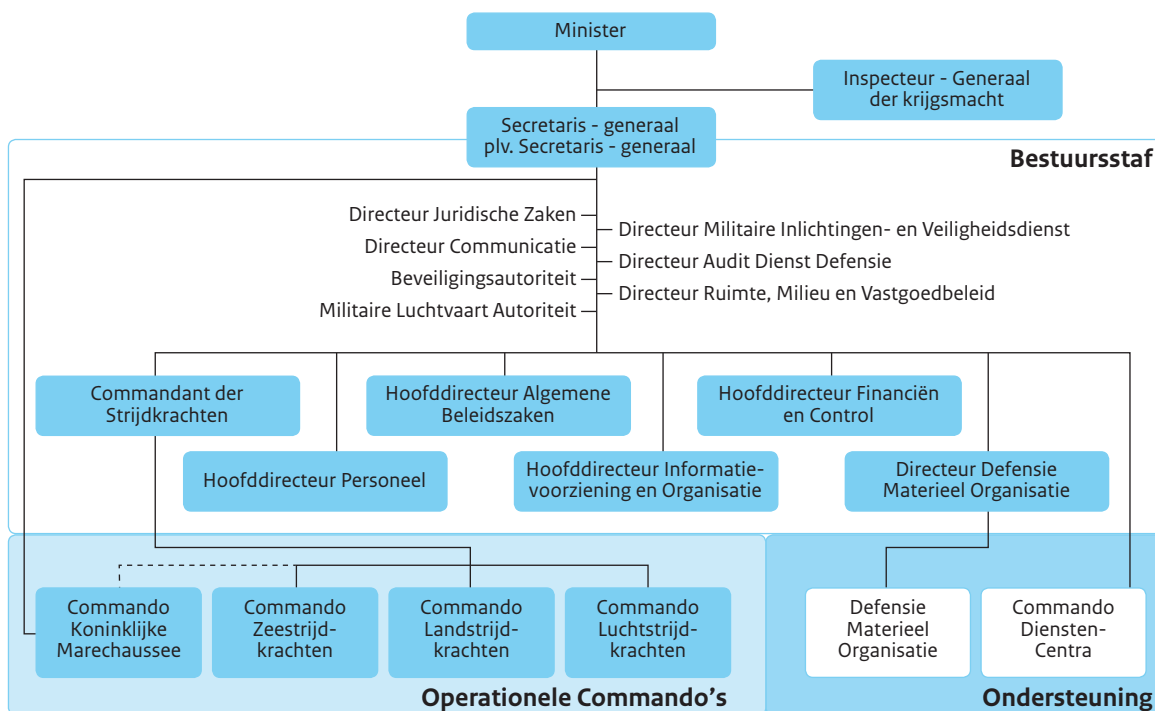 Minister
Inspecteur - Generaal
der krijgsmacht
Secretaris - generaal
plv. Secretaris - generaal
Bestuursstaf
Directeur Juridische Zaken
Directeur Militaire Inlichtingen- en Veiligheidsdienst
Directeur Communicatie
Directeur Audit Dienst Defensie
Beveiligingsautoriteit
Directeur Ruimte, Milieu en Vastgoedbeleid
Militaire Luchtvaart Autoriteit
Commandant der
Strijdkrachten
Hoofddirecteur Algemene
Beleidszaken
Hoofddirecteur Financiën
en Control
Hoofddirecteur Personeel
Hoofddirecteur Informatie-
voorziening en Organisatie
Directeur Defensie
Materieel Organisatie
Commando
Koninklijke
Marechaussee
Commando
Zeestrijd-
krachten
Commando
Landstrijd-
krachten
Commando
Luchtstrijd-
krachten
Defensie
Materieel
Organisatie
Commando
Diensten-
Centra
Operationele Commando's
Ondersteuning